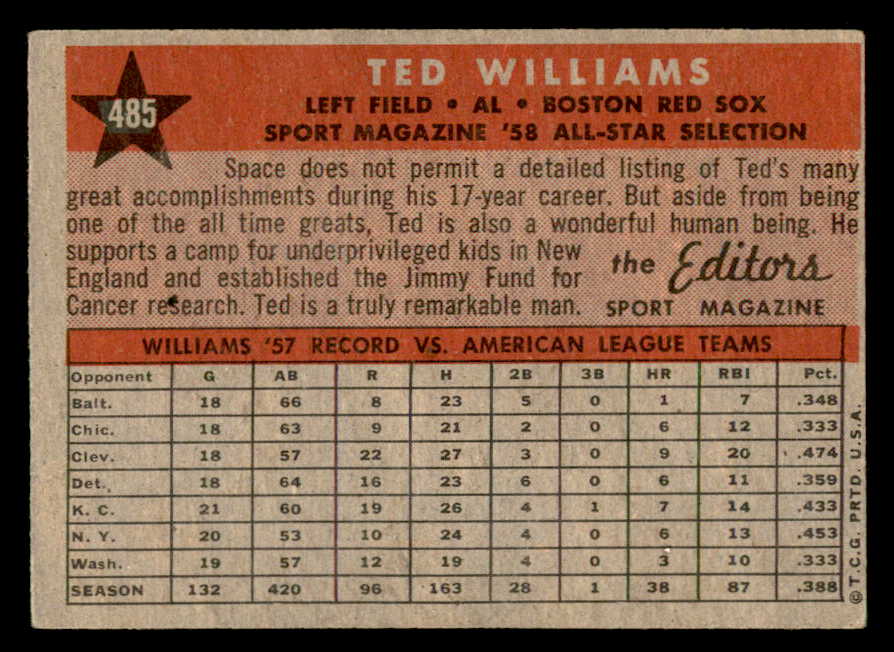 485
TED WILLIAMS
LEFT FIELD • AL • BOSTON RED SOX
SPORT MAGAZINE '58 ALL-STAR SELECTION
Space does not permit a detailed listing of Ted's many
great accomplishments during his 17-year career. But aside from being
one of the all time greats, Ted is also a wonderful human being. He
supports a camp for underprivileged kids in New
England and established the Jimmy Fund for
Cancer research. Ted is a truly remarkable man.
the Editors
SPORT MAGAZINE
WILLIAMS '57 RECORD VS. AMERICAN LEAGUE TEAMS
Opponent G AB R H 2B 3B HR RBI Pct.
Balt. 18 66 8 23 5 0 1 7 .348
Chic. 18 63 9 21 2 0 6 12 .333
Clev. 18 57 22 27 3 0 9 20 .474
Det. 18 64 16 23 6 0 6 11 .359
K. C. 21 60 19 26 4 1 7 14 .433
N. Y. 20 53 10 24 4 0 6 13 .453
Wash. 19 57 12 19 4 0 3 10 .333
SEASON 132 420 96 163 28 1 38 87 .388
© T.C.G. PRTD. U.S.A.